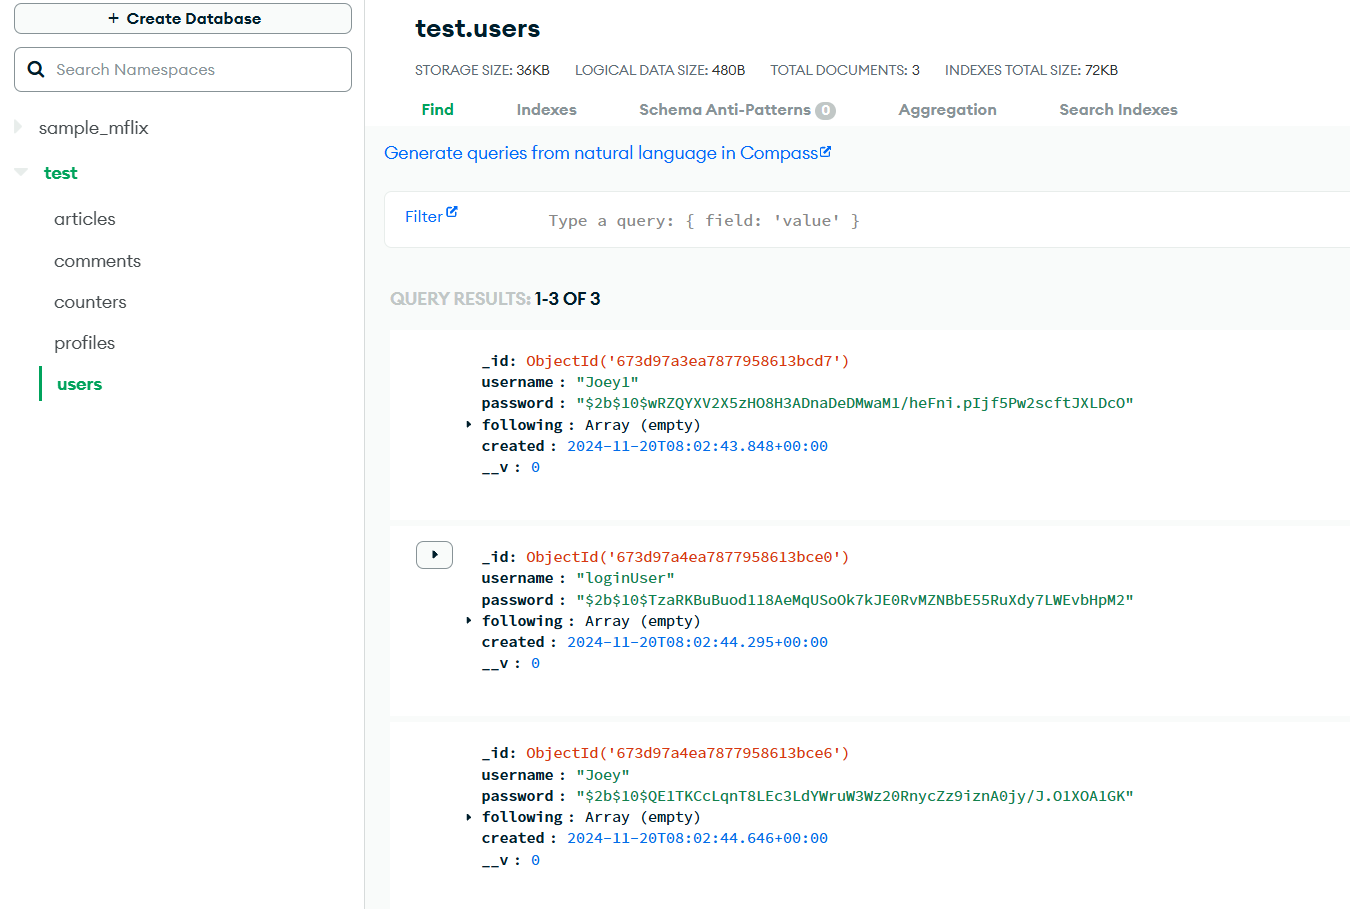 + Create Database
Search Namespaces
sample_mflix
test
articles
comments
counters
profiles
users
test.users
STORAGE SIZE: 36KB LOGICAL DATA SIZE: 480B TOTAL DOCUMENTS: 3 INDEXES TOTAL SIZE: 72KB
Find Indexes Schema Anti-Patterns 0 Aggregation Search Indexes
Generate queries from natural language in Compass
Filter Type a query: { field: 'value' }
QUERY RESULTS: 1-3 OF 3
_id: ObjectId('673d97a3ea7877958613bcd7')
username : "Joey1"
password : "$2b$10$wRZQYXV2X5zHO8H3ADnaDeDMwaM1/heFni.pIjf5Pw2scftJXLDcO"
following : Array (empty)
created : 2024-11-20T08:02:43.848+00:00
__v : 0
_id: ObjectId('673d97a4ea7877958613bce0')
username : "loginUser"
password : "$2b$10$TzaRKBuBuod118AeMqUSoOk7kJE0RvMZNBbE55RuXdy7LWEvbHpM2"
following : Array (empty)
created : 2024-11-20T08:02:44.295+00:00
__v : 0
_id: ObjectId('673d97a4ea7877958613bce6')
username : "Joey"
password : "$2b$10$QE1TKCcLqnT8LEc3LdYWruW3Wz20RnycZz9iznA0jy/J.O1XOA1GK"
following : Array (empty)
created : 2024-11-20T08:02:44.646+00:00
__v : 0